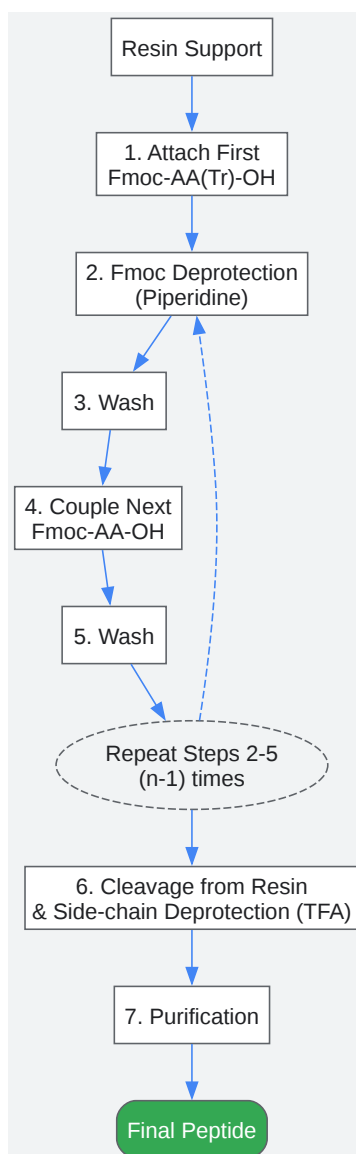 Resin Support
1. Attach First
Fmoc-AA(Tr)-OH
2. Fmoc Deprotection
(Piperidine)
3. Wash
4. Couple Next
Fmoc-AA-OH
5. Wash
Repeat Steps 2-5
(n-1) times
6. Cleavage from Resin
& Side-chain Deprotection (TFA)
7. Purification
Final Peptide